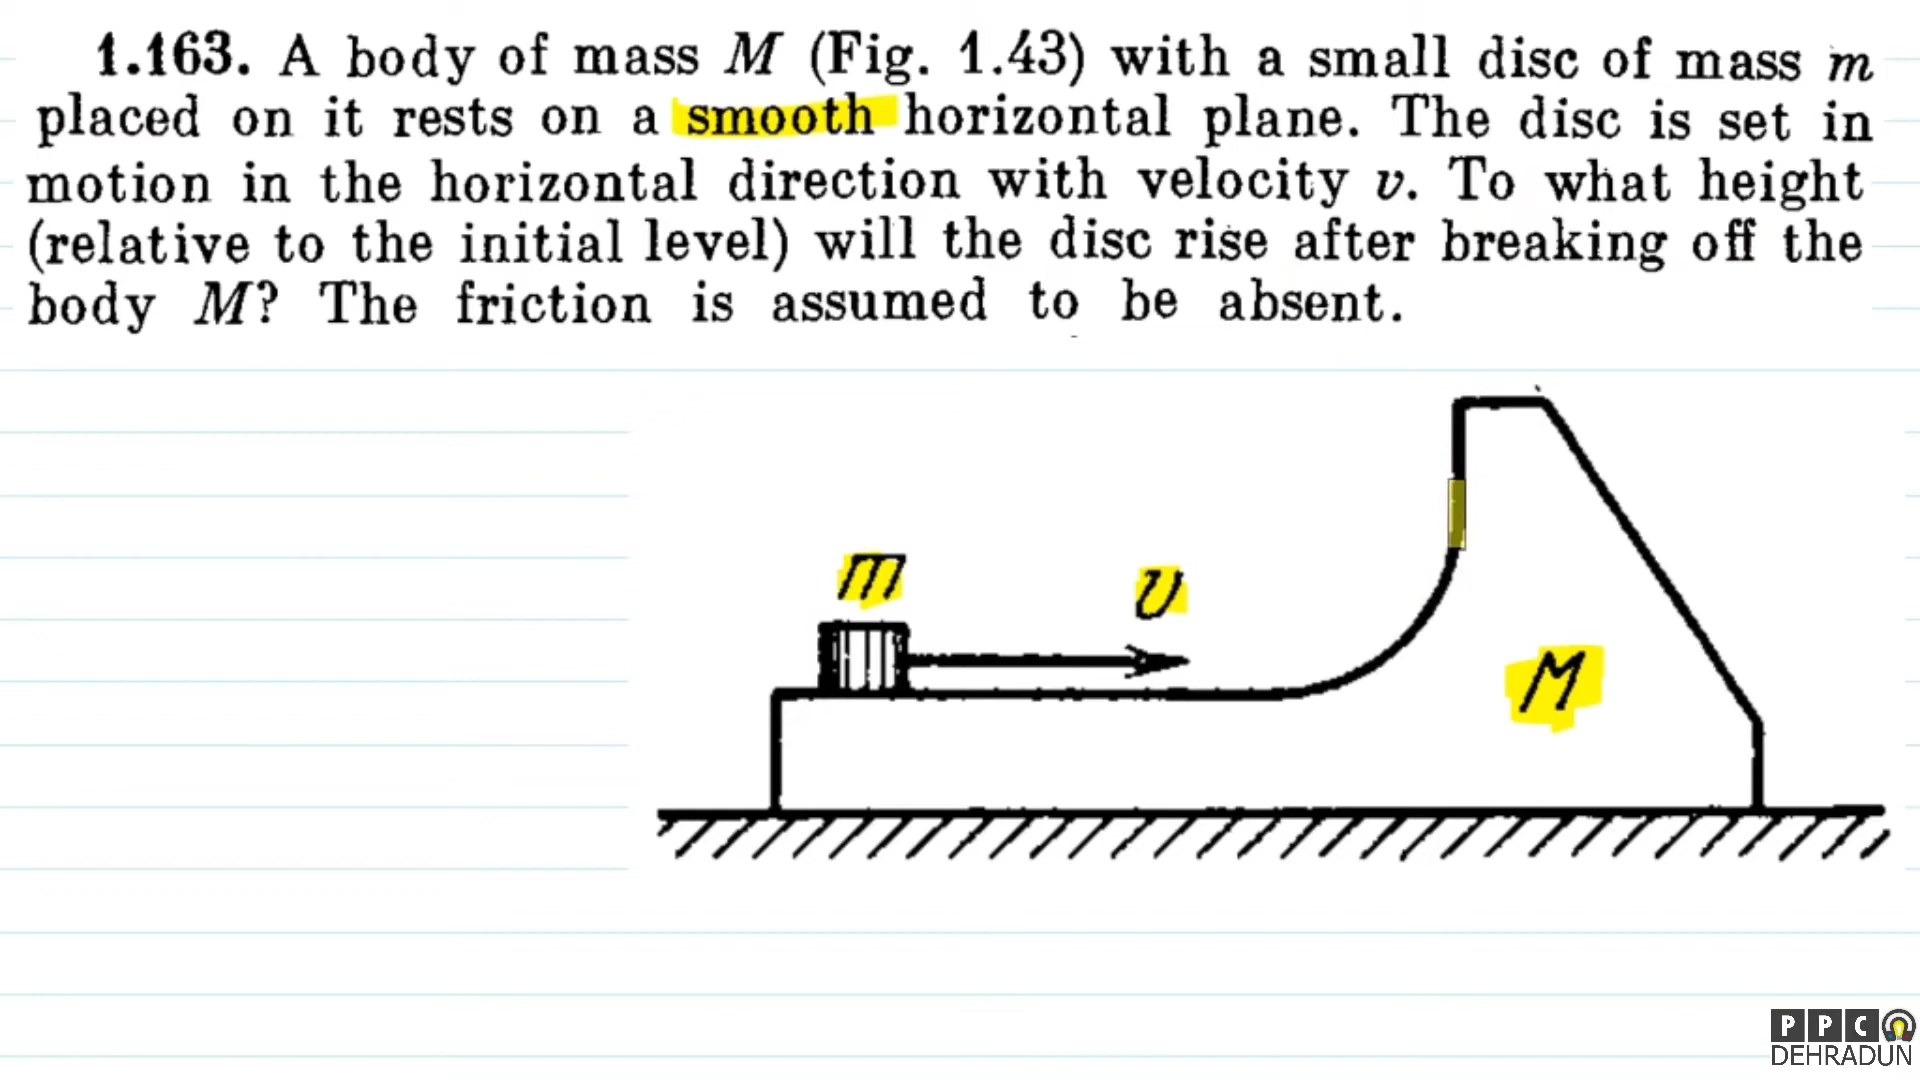 1.163. A body of mass M (Fig. 1.43) with a small disc of mass m
placed on it rests on a smooth horizontal plane. The disc is set in
motion in the horizontal direction with velocity v. To what height
(relative to the initial level) will the disc rise after breaking off the
body M? The friction is assumed to be absent.
m
v
M
PPC
DEHRADUN